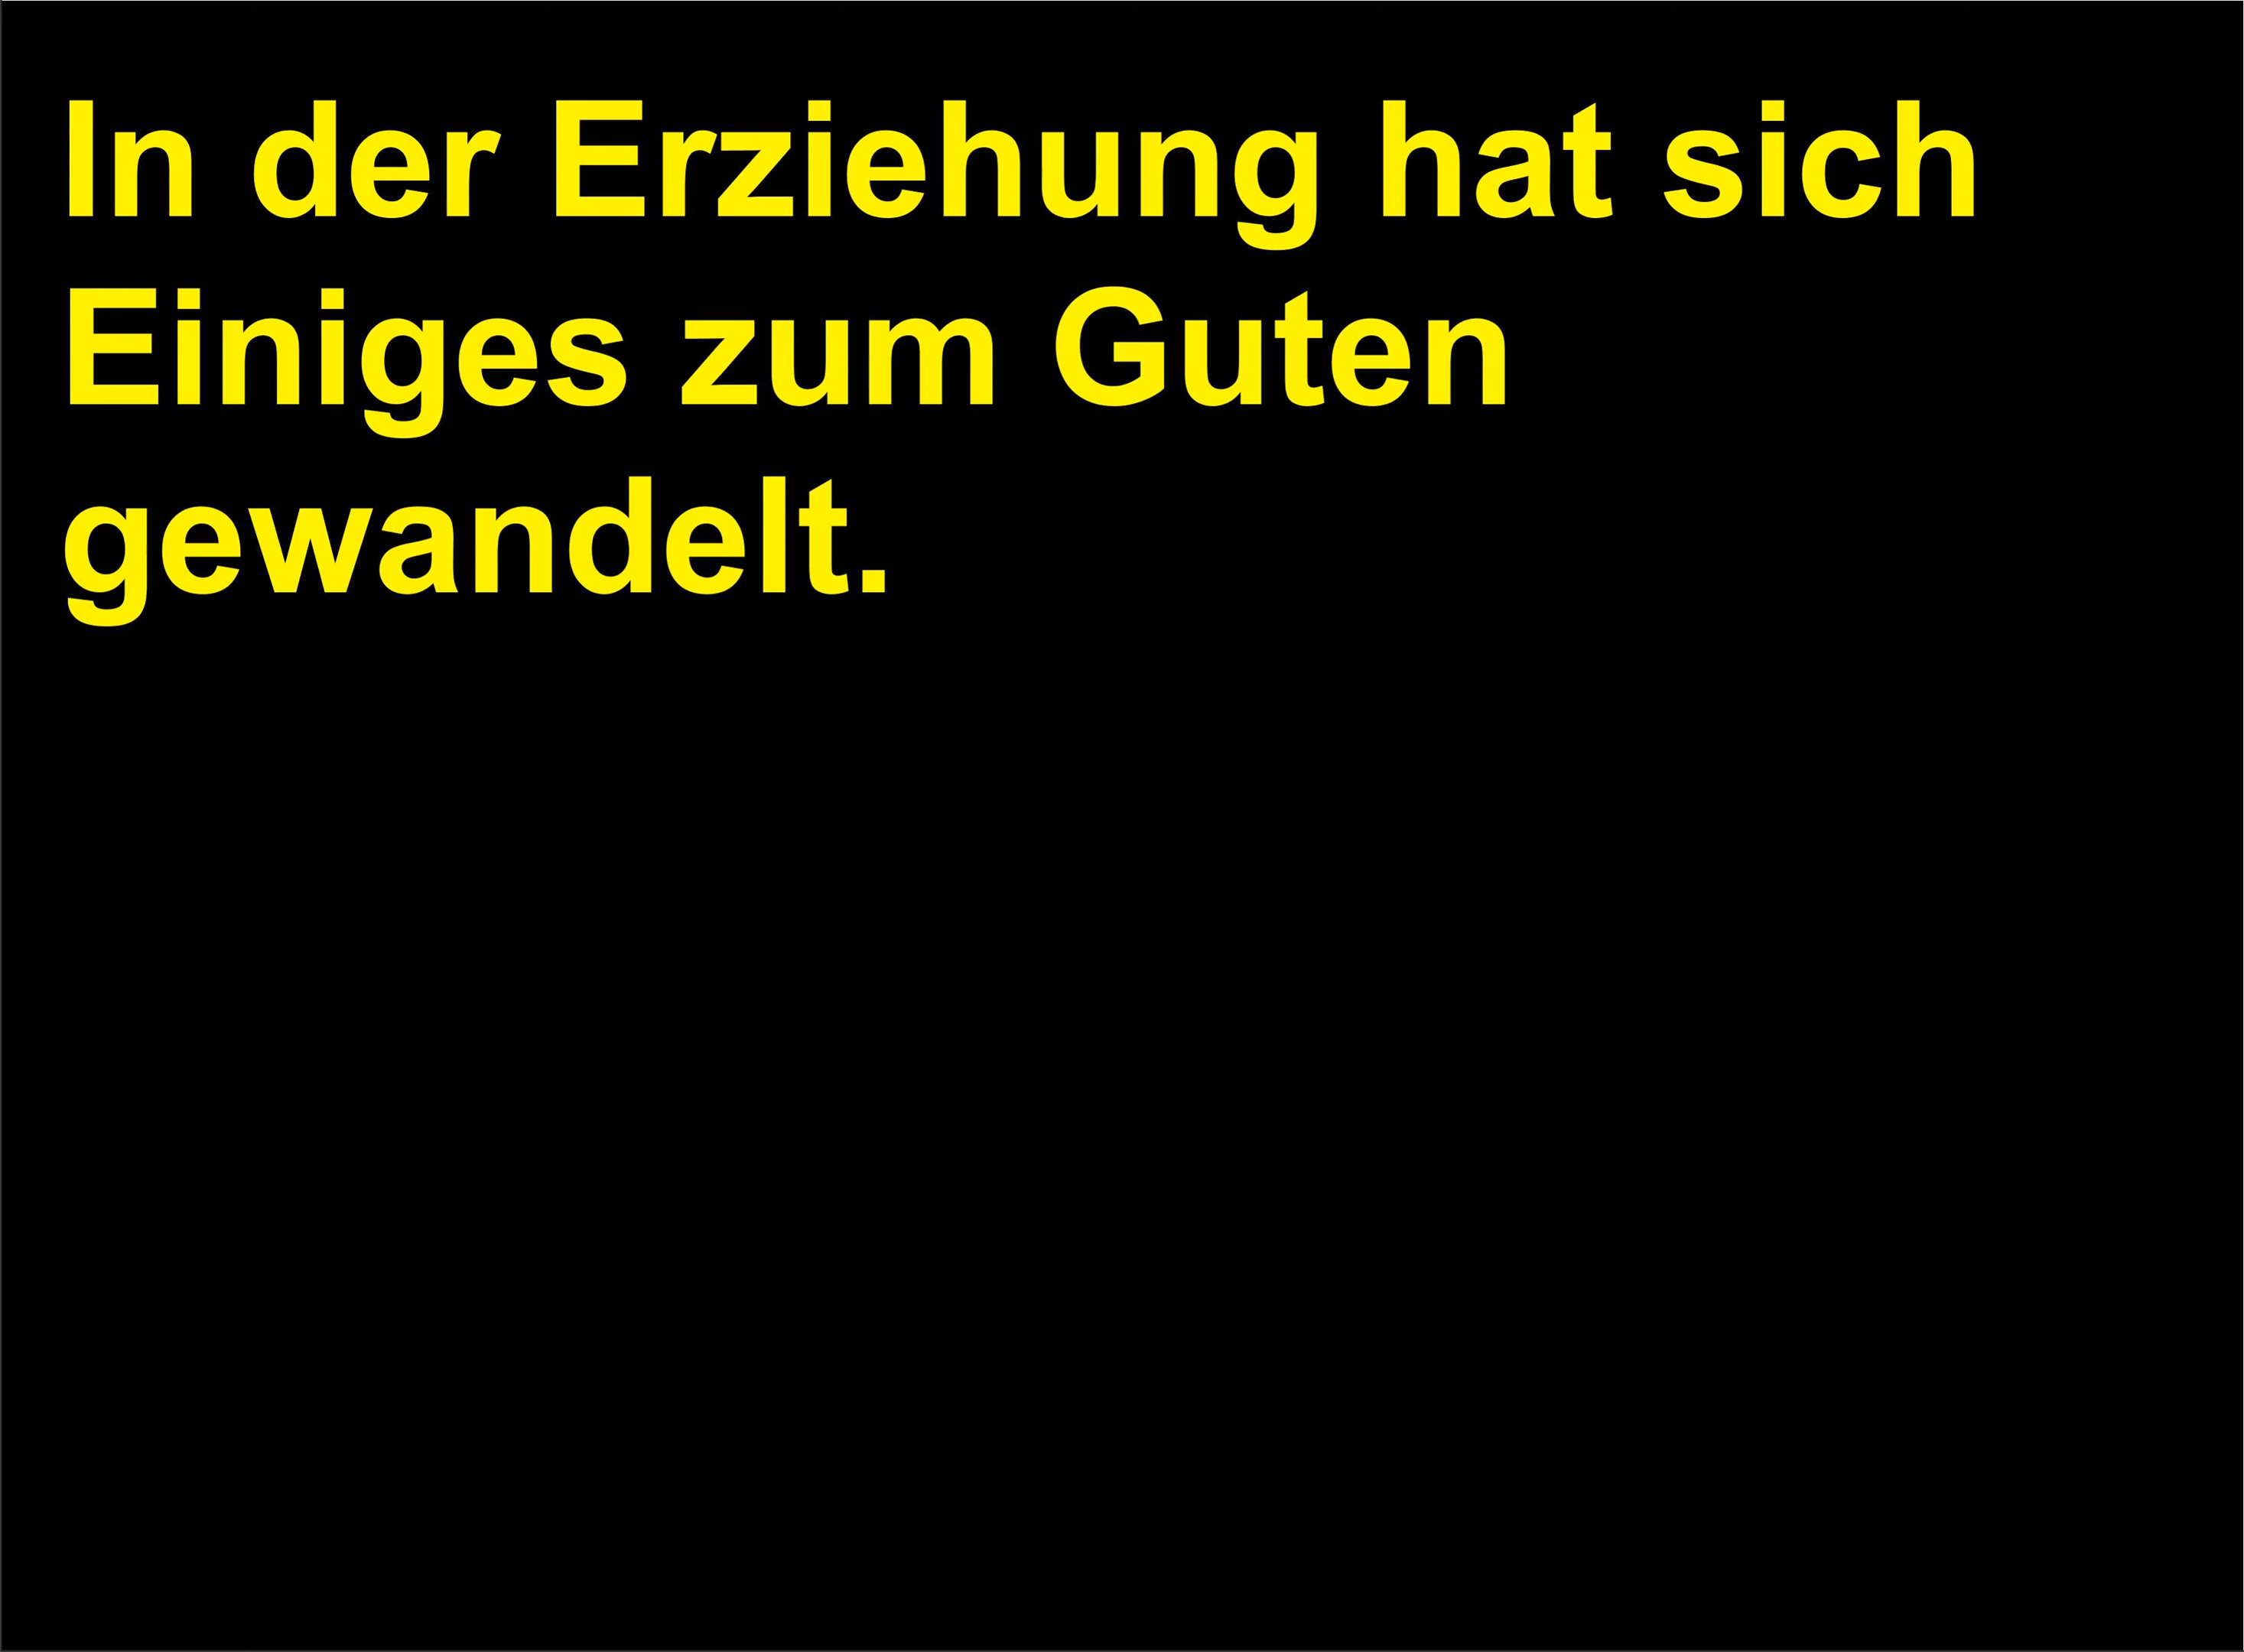 In der Erziehung hat sich
Einiges zum Guten
gewandelt.